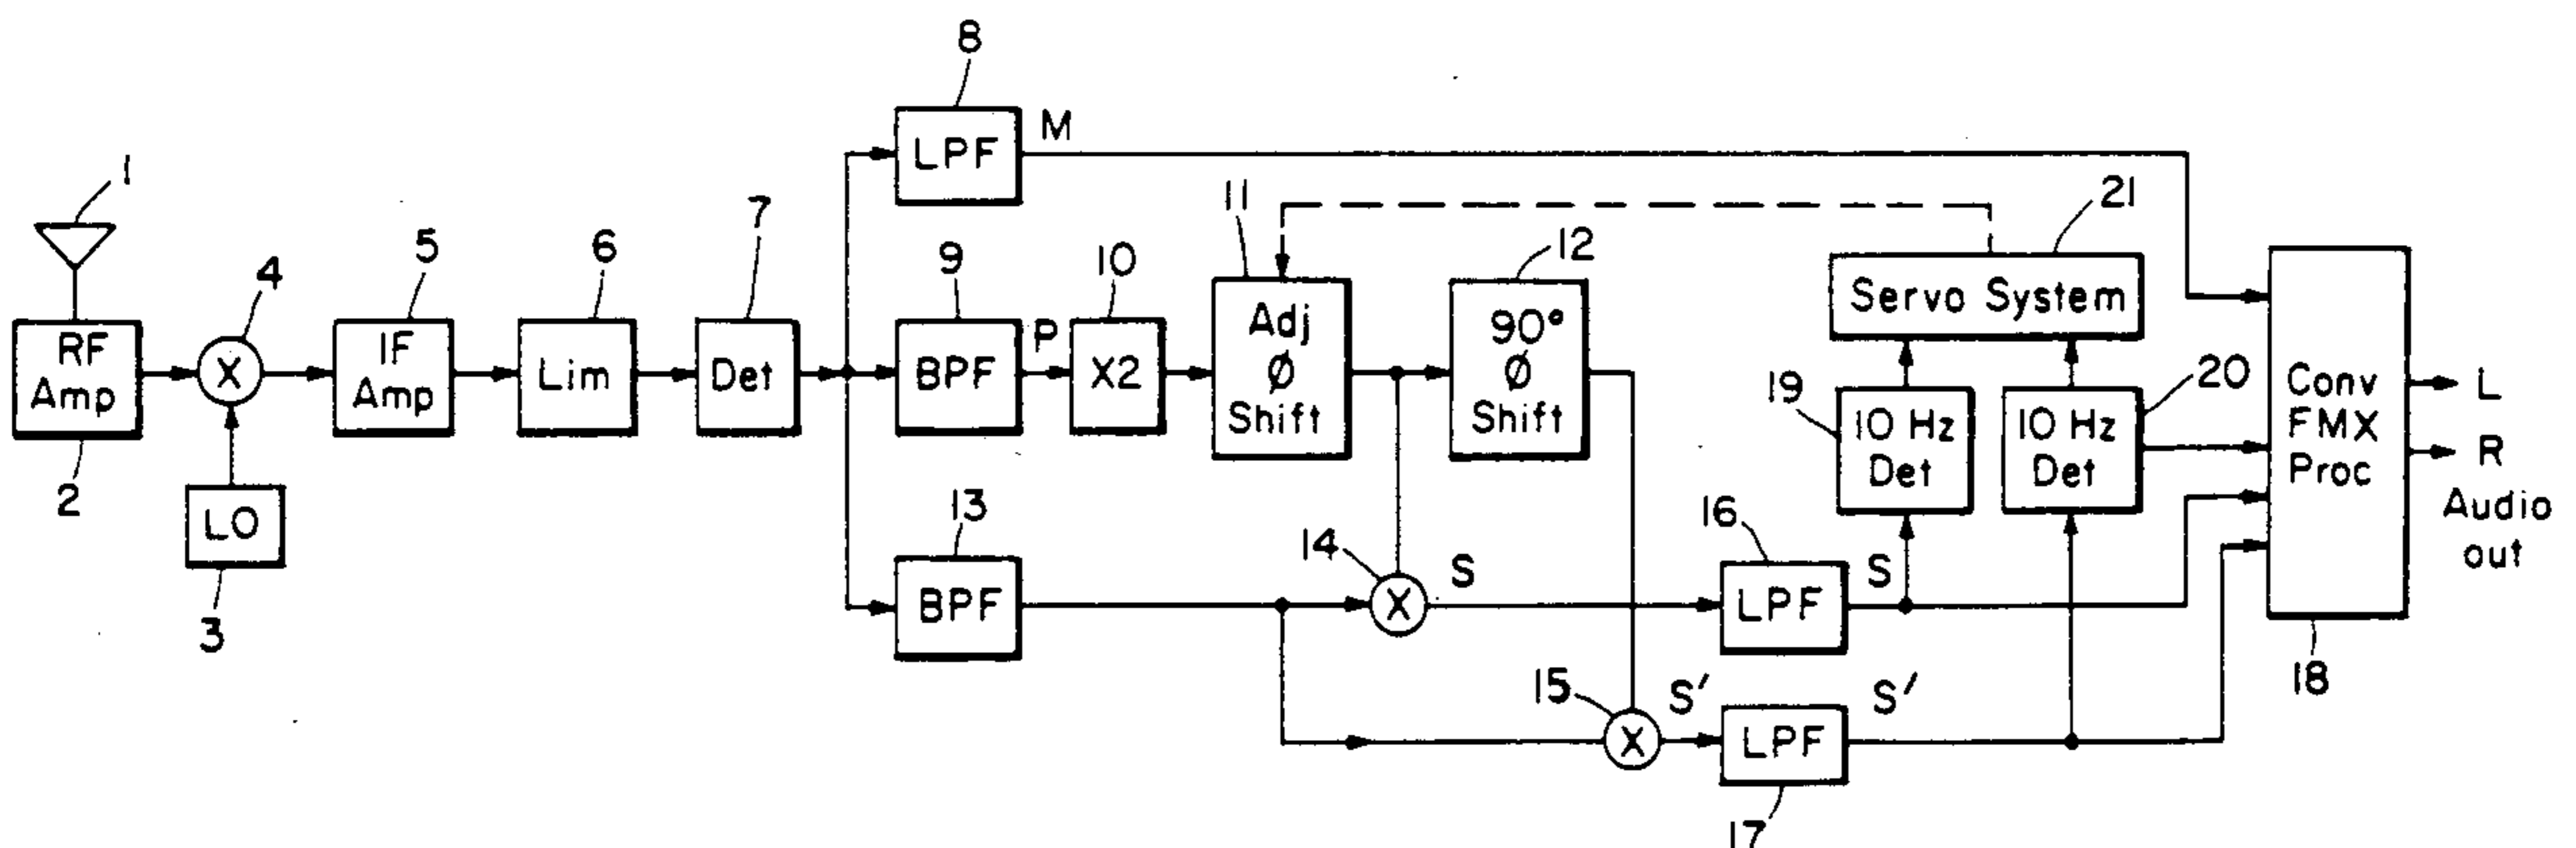 1
RF
Amp
2
4
X
LO
3
5
IF
Amp
6
Lim
7
Det
8
LPF
M
9
BPF
P
10
X2
11
Adj
Ø
Shift
12
90°
Ø
Shift
13
BPF
14
X
S
15
X
S'
16
LPF
S
17
LPF
S'
19
10 Hz
Det
20
10 Hz
Det
21
Servo System
Conv
FMX
Proc
18
L
R
Audio
out